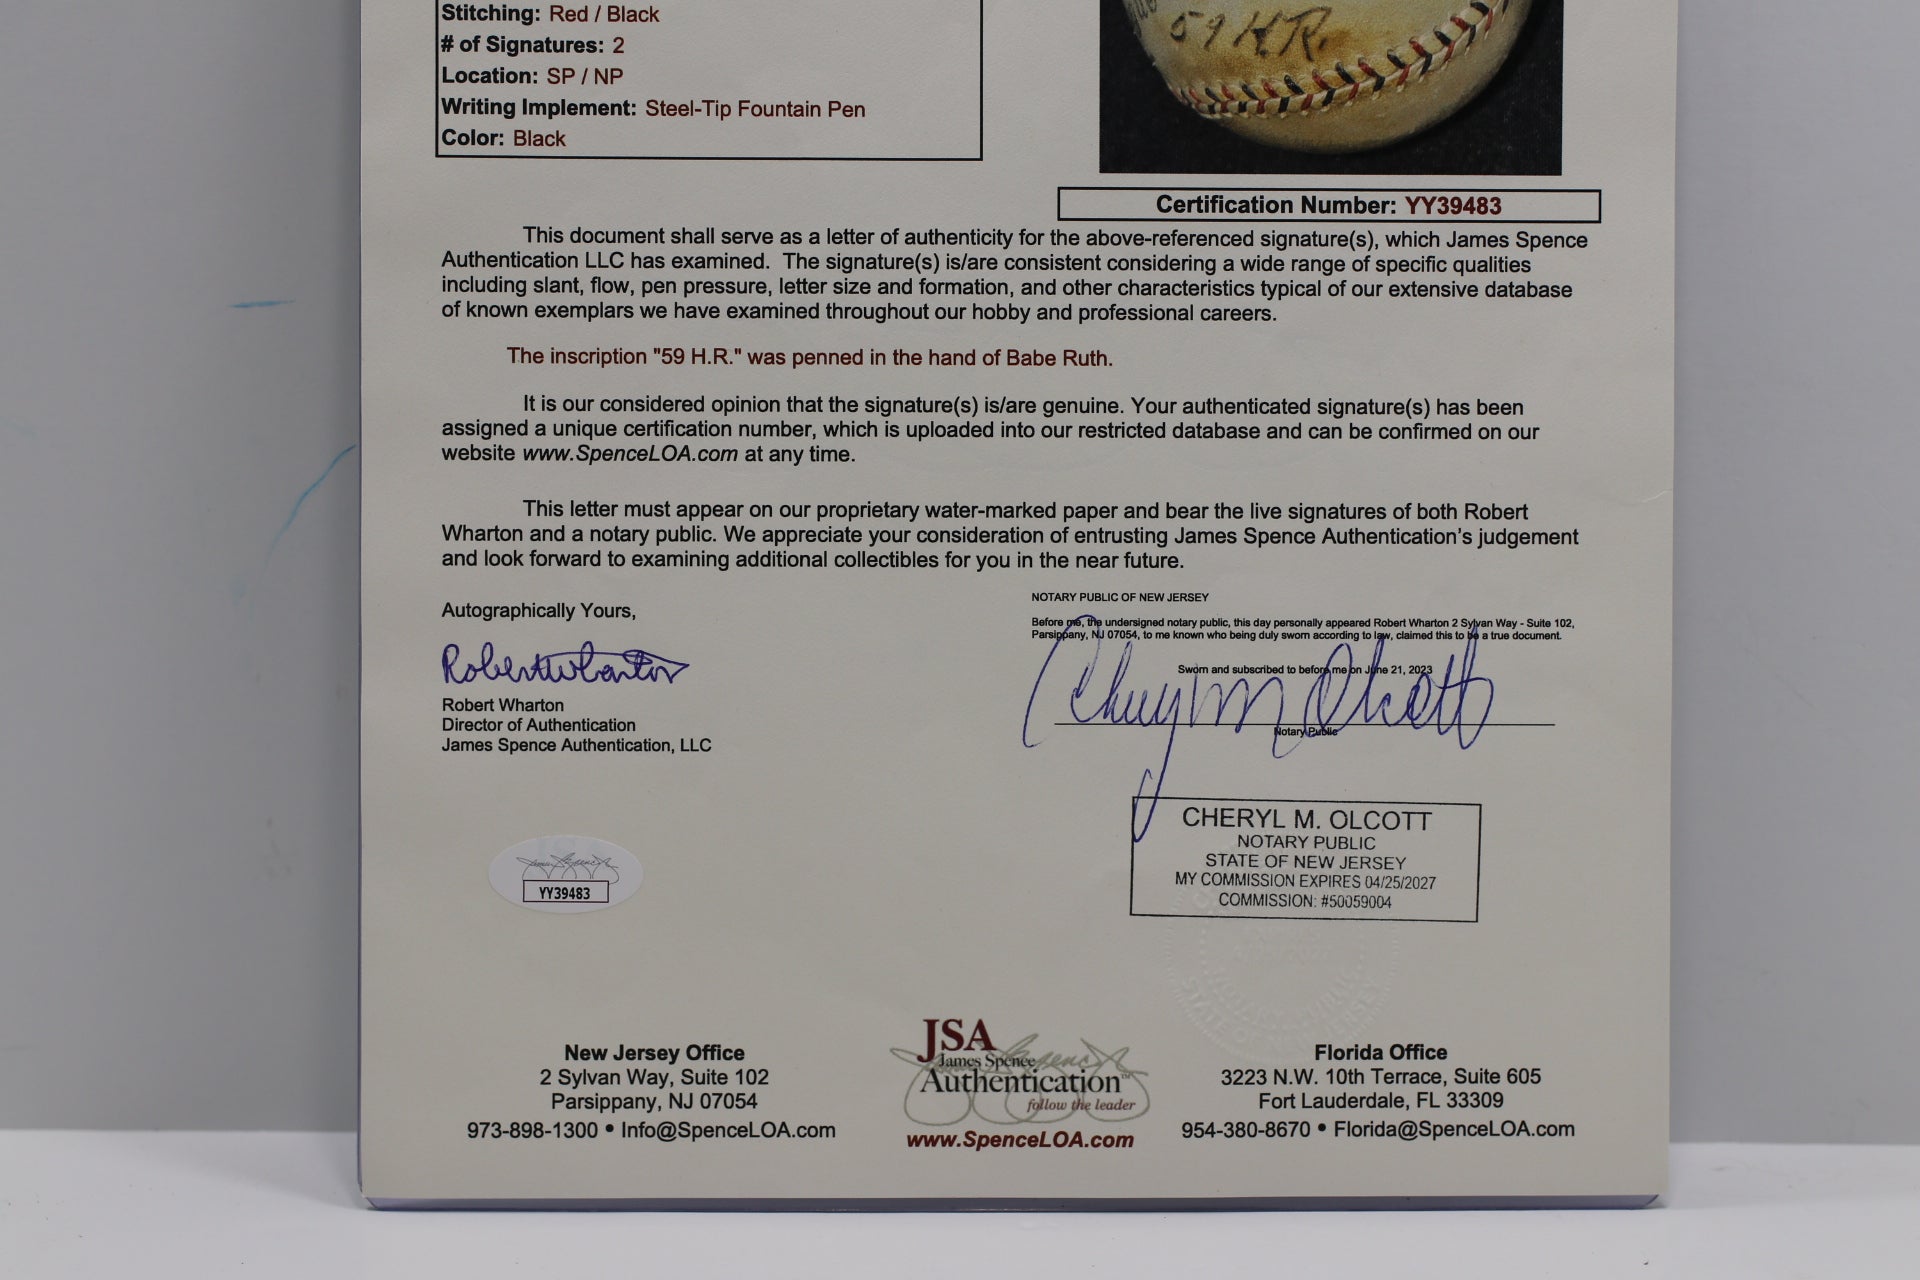 Stitching: Red / Black
# of Signatures: 2
Location: SP / NP
Writing Implement: Steel-Tip Fountain Pen
Color: Black
59 H.R.
Certification Number: YY39483
This document shall serve as a letter of authenticity for the above-referenced signature(s), which James Spence
Authentication LLC has examined. The signature(s) is/are consistent considering a wide range of specific qualities
including slant, flow, pen pressure, letter size and formation, and other characteristics typical of our extensive database
of known exemplars we have examined throughout our hobby and professional careers.
The inscription "59 H.R." was penned in the hand of Babe Ruth.
It is our considered opinion that the signature(s) is/are genuine. Your authenticated signature(s) has been
assigned a unique certification number, which is uploaded into our restricted database and can be confirmed on our
website www.SpenceLOA.com at any time.
This letter must appear on our proprietary water-marked paper and bear the live signatures of both Robert
Wharton and a notary public. We appreciate your consideration of entrusting James Spence Authentication's judgement
and look forward to examining additional collectibles for you in the near future.
Autographically Yours,
Robert Wharton
Robert Wharton
Director of Authentication
James Spence Authentication, LLC
NOTARY PUBLIC OF NEW JERSEY
Before me, the undersigned notary public, this day personally appeared Robert Wharton 2 Sylvan Way - Suite 102,
Parsippany, NJ 07054, to me known who being duly sworn according to law, claimed this to be a true document.
Sworn and subscribed to before me on June 21, 2023
Cheryl M Olcott
Notary Public
CHERYL M. OLCOTT
NOTARY PUBLIC
STATE OF NEW JERSEY
MY COMMISSION EXPIRES 04/25/2027
COMMISSION: #50059004
James Spence
YY39483
NOTARY PUBLIC
STATE OF NEW JERSEY
New Jersey Office
2 Sylvan Way, Suite 102
Parsippany, NJ 07054
973-898-1300 • Info@SpenceLOA.com
JSA
James Spence
Authentication™
follow the leader
www.SpenceLOA.com
Florida Office
3223 N.W. 10th Terrace, Suite 605
Fort Lauderdale, FL 33309
954-380-8670 • Florida@SpenceLOA.com